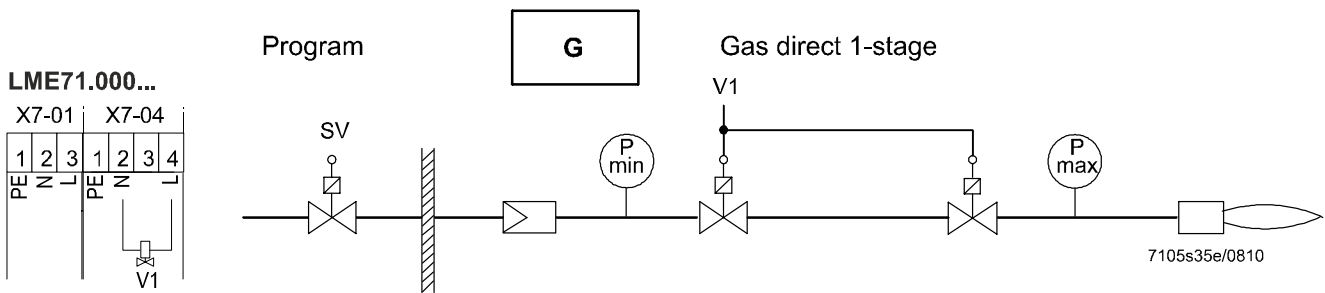 Program
G
Gas direct 1-stage
LME71.000...
X7-01 X7-04
1 2 3 1 2 3 4
PE N L PE N L
V1
SV
P min
V1
P max
7105s35e/0810